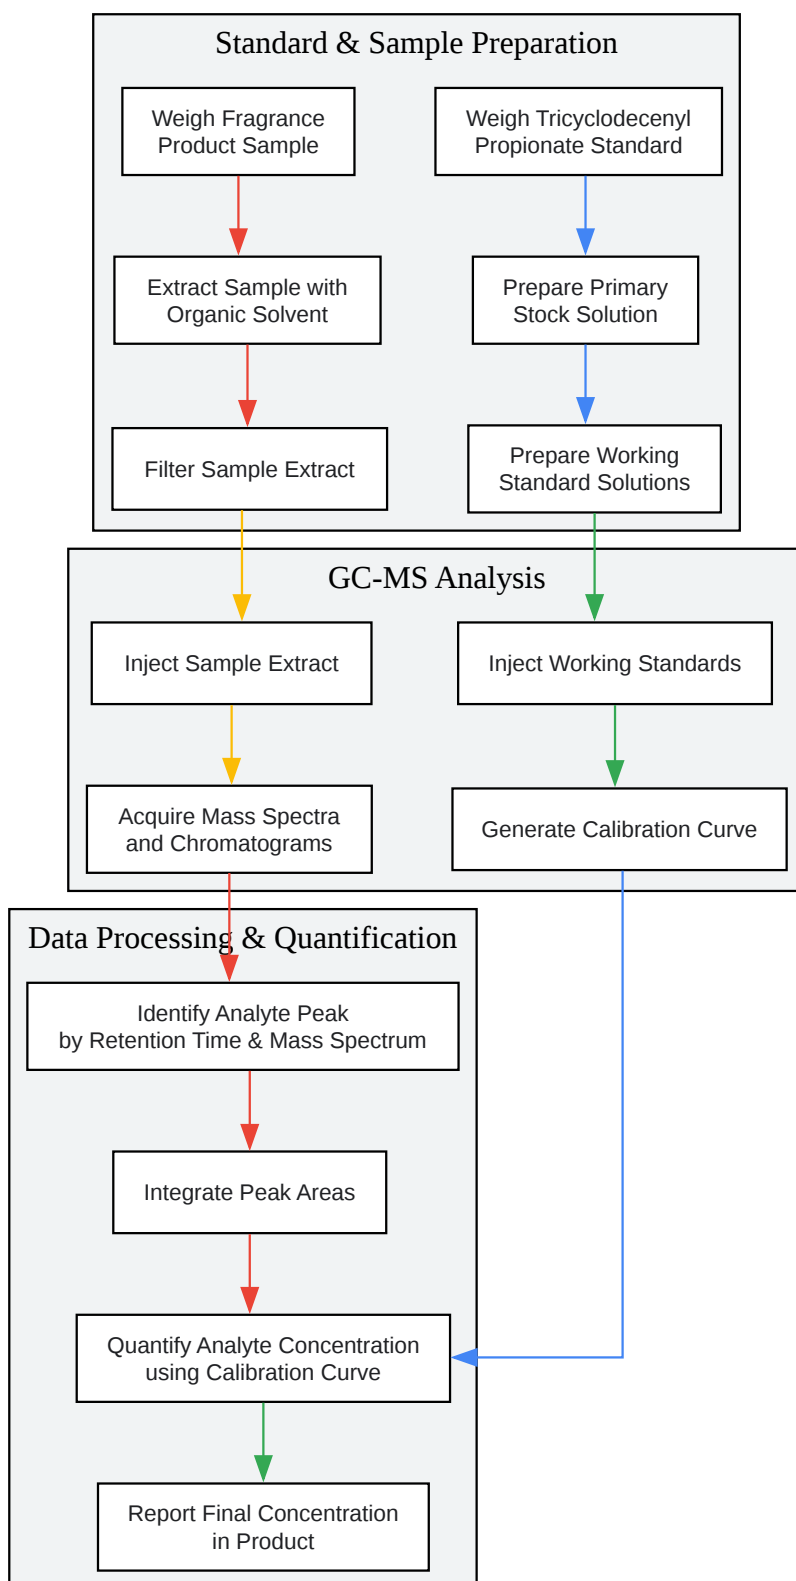 Standard & Sample Preparation
Weigh Fragrance
Product Sample
Weigh Tricyclodecenyl
Propionate Standard
Extract Sample with
Organic Solvent
Prepare Primary
Stock Solution
Filter Sample Extract
Prepare Working
Standard Solutions
GC-MS Analysis
Inject Sample Extract
Inject Working Standards
Acquire Mass Spectra
and Chromatograms
Generate Calibration Curve
Data Processing & Quantification
Identify Analyte Peak
by Retention Time & Mass Spectrum
Integrate Peak Areas
Quantify Analyte Concentration
using Calibration Curve
Report Final Concentration
in Product